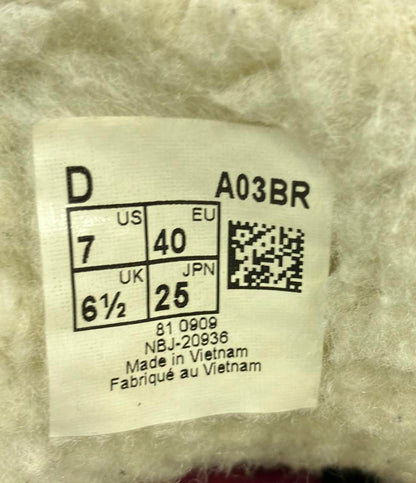 D A03BR
US 7 EU 40
UK 6½ JPN 25
81 0909
NBJ-20936
Made in Vietnam
Fabriqué au Vietnam